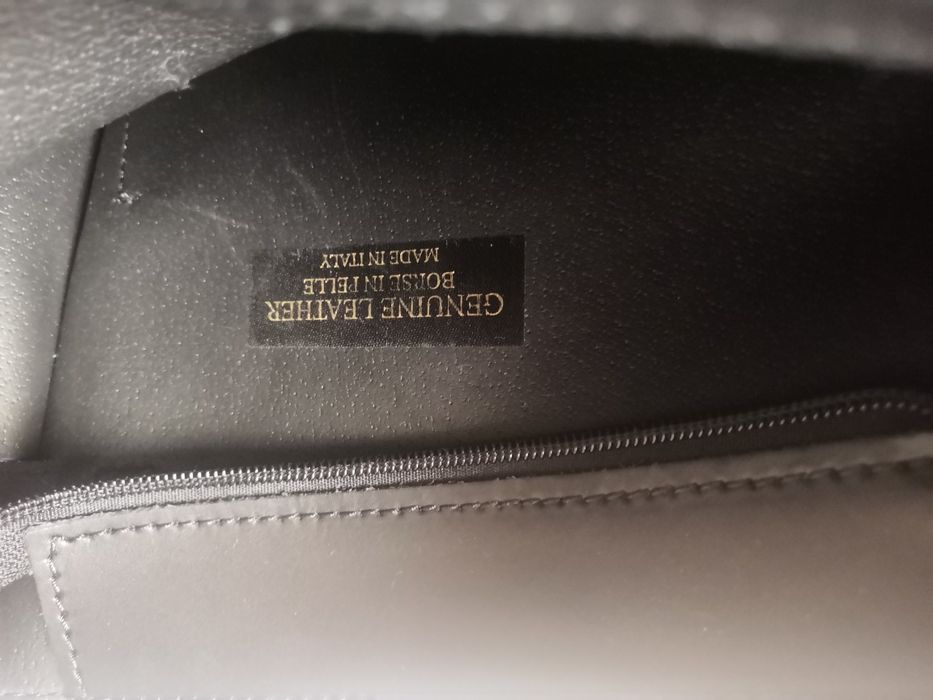 GENUINE LEATHER
BORSE IN PELLE
MADE IN ITALY